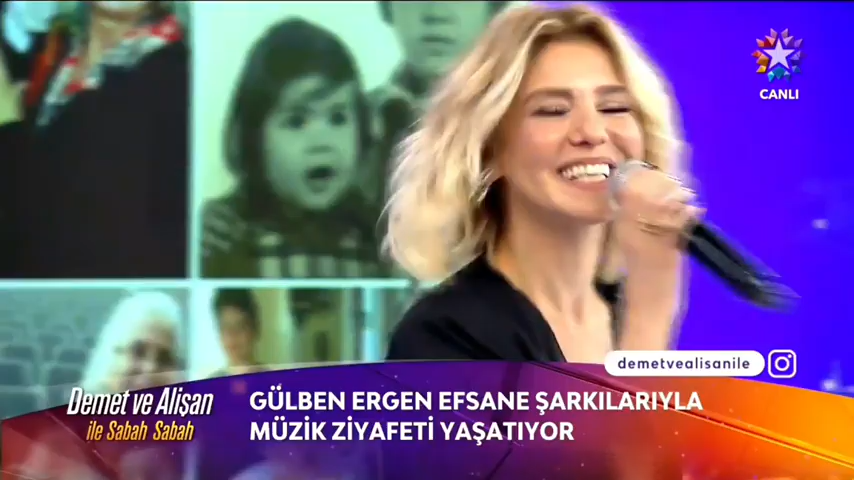 CANLI
demetvealisanile
Demet ve Alişan
ile Sabah Sabah
GÜLBEN ERGEN EFSANE ŞARKILARIYLA
MÜZİK ZİYAFETİ YAŞATIYOR